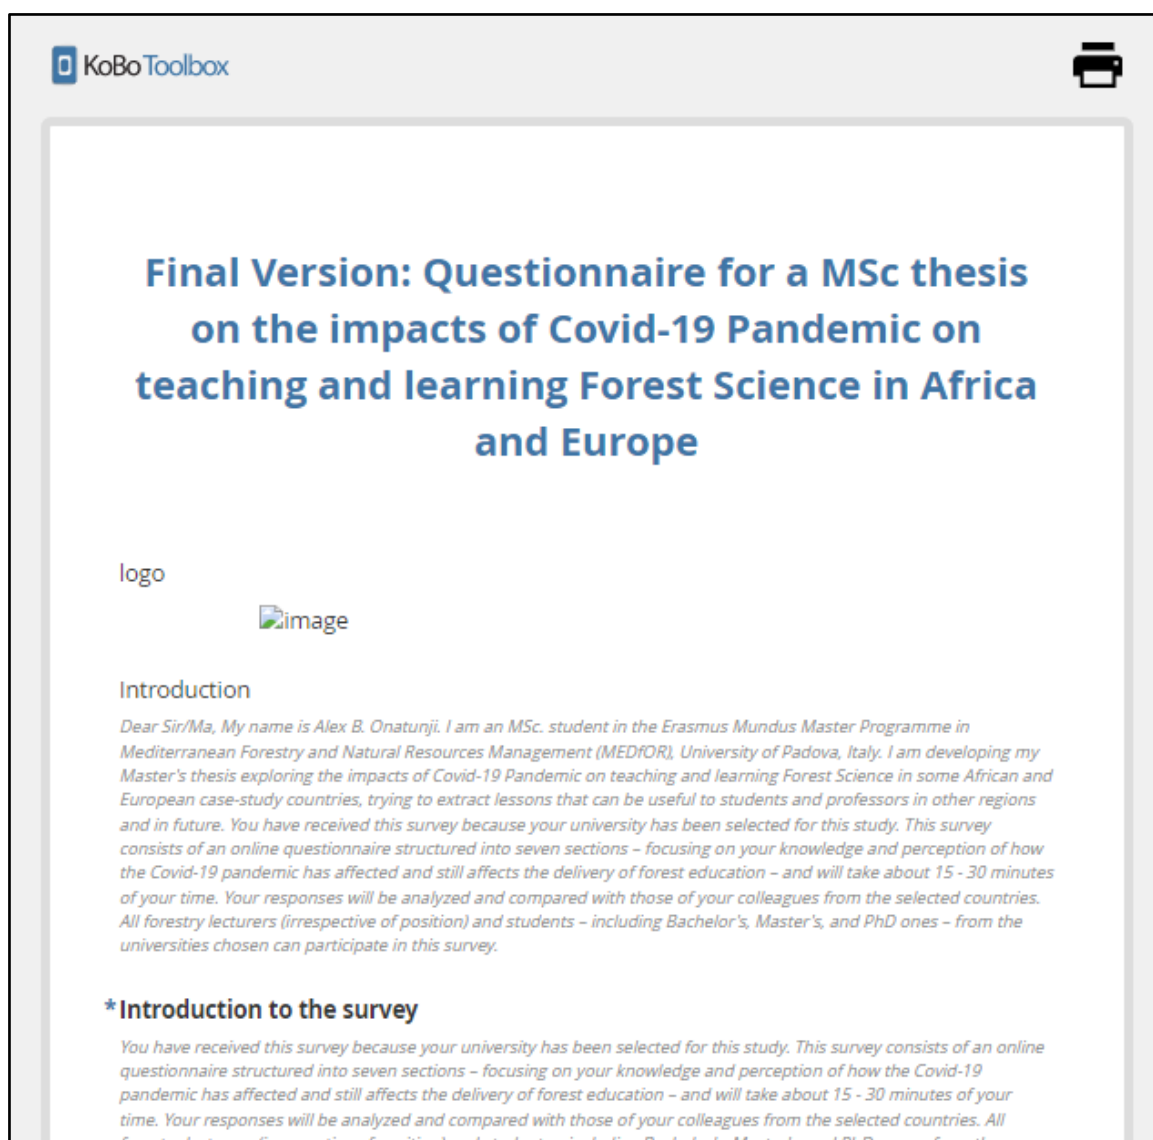 KoBo Toolbox
Final Version: Questionnaire for a MSc thesis
on the impacts of Covid-19 Pandemic on
teaching and learning Forest Science in Africa
and Europe
logo
image
Introduction
Dear Sir/Ma, My name is Alex B. Onatunji. I am an MSc. student in the Erasmus Mundus Master Programme in
Mediterranean Forestry and Natural Resources Management (MEDfOR), University of Padova, Italy. I am developing my
Master's thesis exploring the impacts of Covid-19 Pandemic on teaching and learning Forest Science in some African and
European case-study countries, trying to extract lessons that can be useful to students and professors in other regions
and in future. You have received this survey because your university has been selected for this study. This survey
consists of an online questionnaire structured into seven sections – focusing on your knowledge and perception of how
the Covid-19 pandemic has affected and still affects the delivery of forest education – and will take about 15 - 30 minutes
of your time. Your responses will be analyzed and compared with those of your colleagues from the selected countries.
All forestry lecturers (irrespective of position) and students – including Bachelor's, Master's, and PhD ones – from the
universities chosen can participate in this survey.
*Introduction to the survey
You have received this survey because your university has been selected for this study. This survey consists of an online
questionnaire structured into seven sections – focusing on your knowledge and perception of how the Covid-19
pandemic has affected and still affects the delivery of forest education – and will take about 15 - 30 minutes of your
time. Your responses will be analyzed and compared with those of your colleagues from the selected countries. All